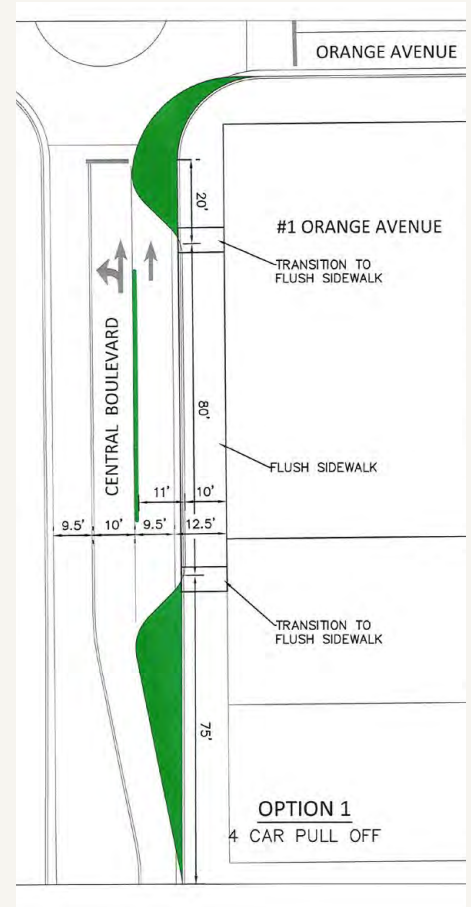 ORANGE AVENUE
20'
#1 ORANGE AVENUE
TRANSITION TO
FLUSH SIDEWALK
CENTRAL BOULEVARD
80'
FLUSH SIDEWALK
11'
10'
9.5'
10'
9.5'
12.5'
TRANSITION TO
FLUSH SIDEWALK
75'
OPTION 1
4 CAR PULL OFF